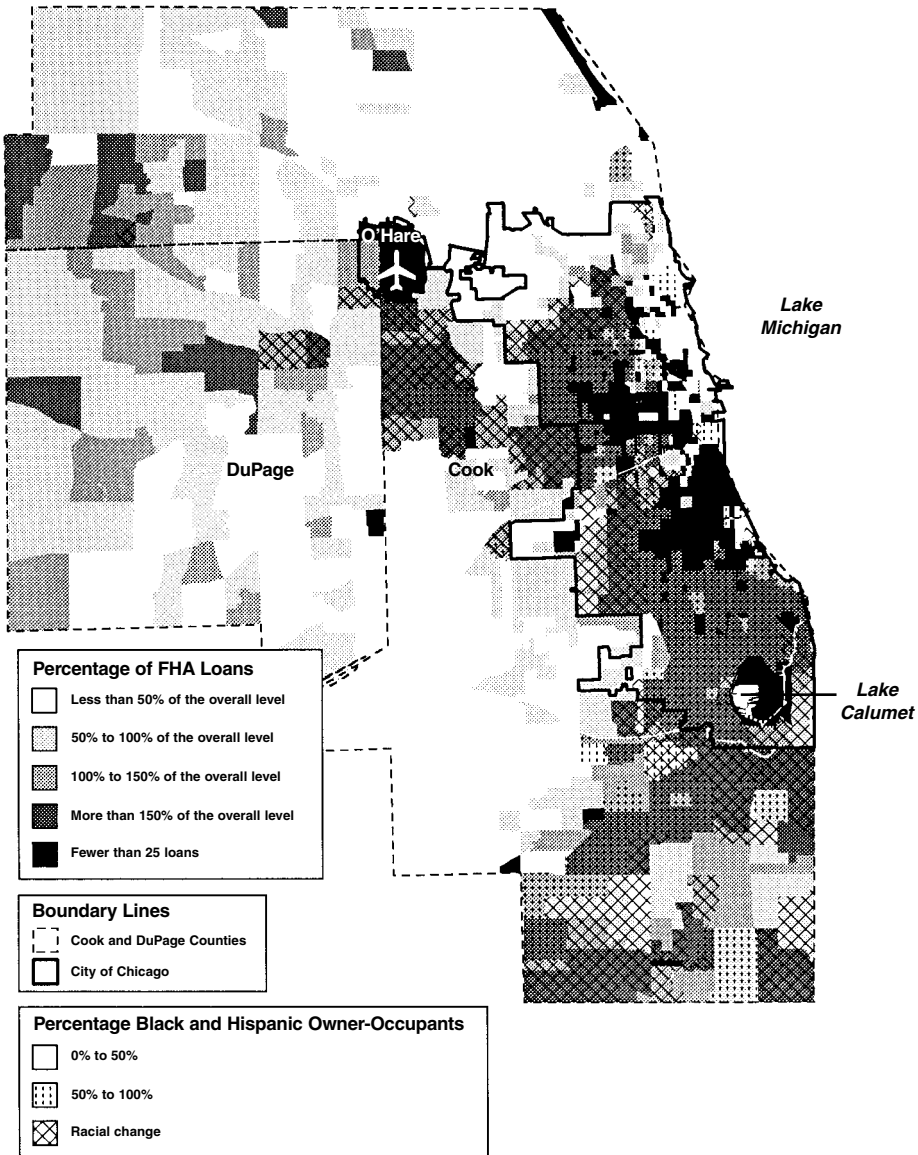 O'Hare
Lake
Michigan
DuPage
Cook
Lake
Calumet
Percentage of FHA Loans
Less than 50% of the overall level
50% to 100% of the overall level
100% to 150% of the overall level
More than 150% of the overall level
Fewer than 25 loans
Boundary Lines
Cook and DuPage Counties
City of Chicago
Percentage Black and Hispanic Owner-Occupants
0% to 50%
50% to 100%
Racial change